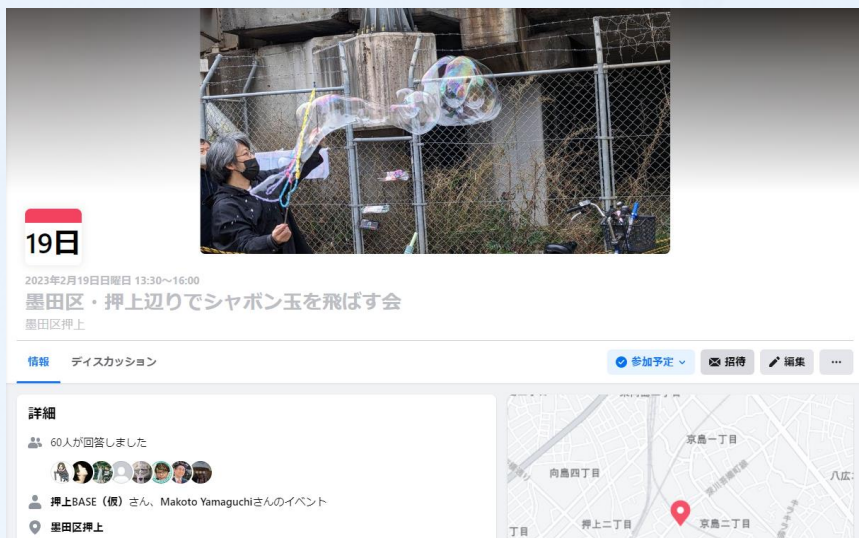 19日
2023年2月19日日曜日 13:30～16:00
墨田区・押上辺りでシャボン玉を飛ばす会
墨田区押上
情報 ディスカッション 参加予定 招待 編集 ...
詳細
60人が回答しました
押上BASE（仮）さん、Makoto Yamaguchiさんのイベント
墨田区押上
京島一丁目
向島四丁目
八広
押上二丁目
京島二丁目
丁目